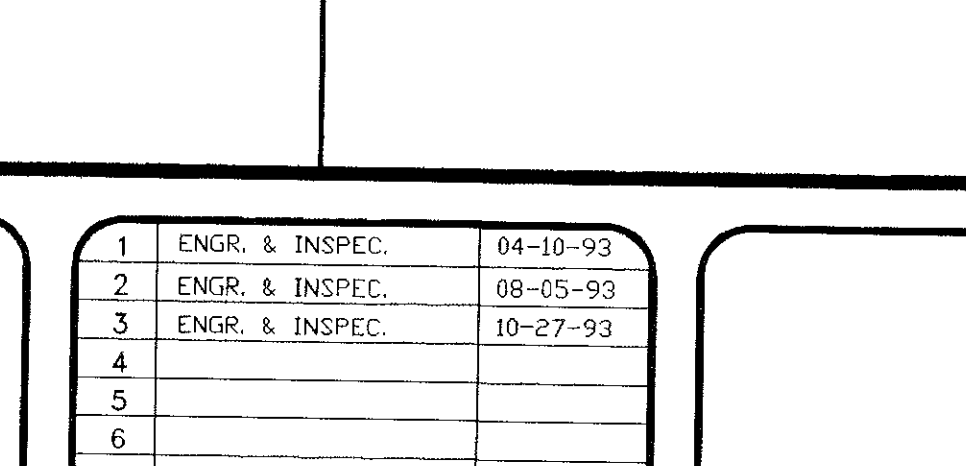 1 ENGR. & INSPEC. 04-10-93
2 ENGR. & INSPEC. 08-05-93
3 ENGR. & INSPEC. 10-27-93
4
5
6